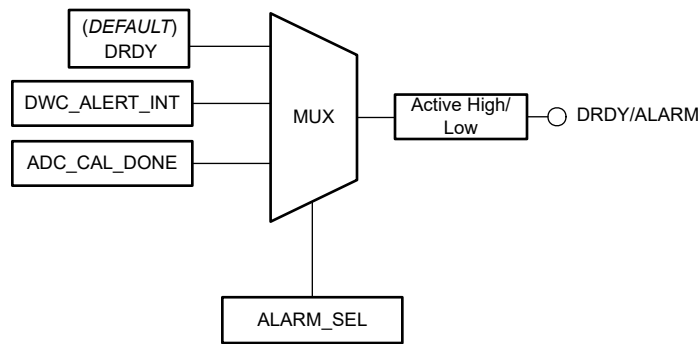 (DEFAULT)
DRDY
DWC_ALERT_INT
ADC_CAL_DONE
MUX
Active High/
Low
DRDY/ALARM
ALARM_SEL